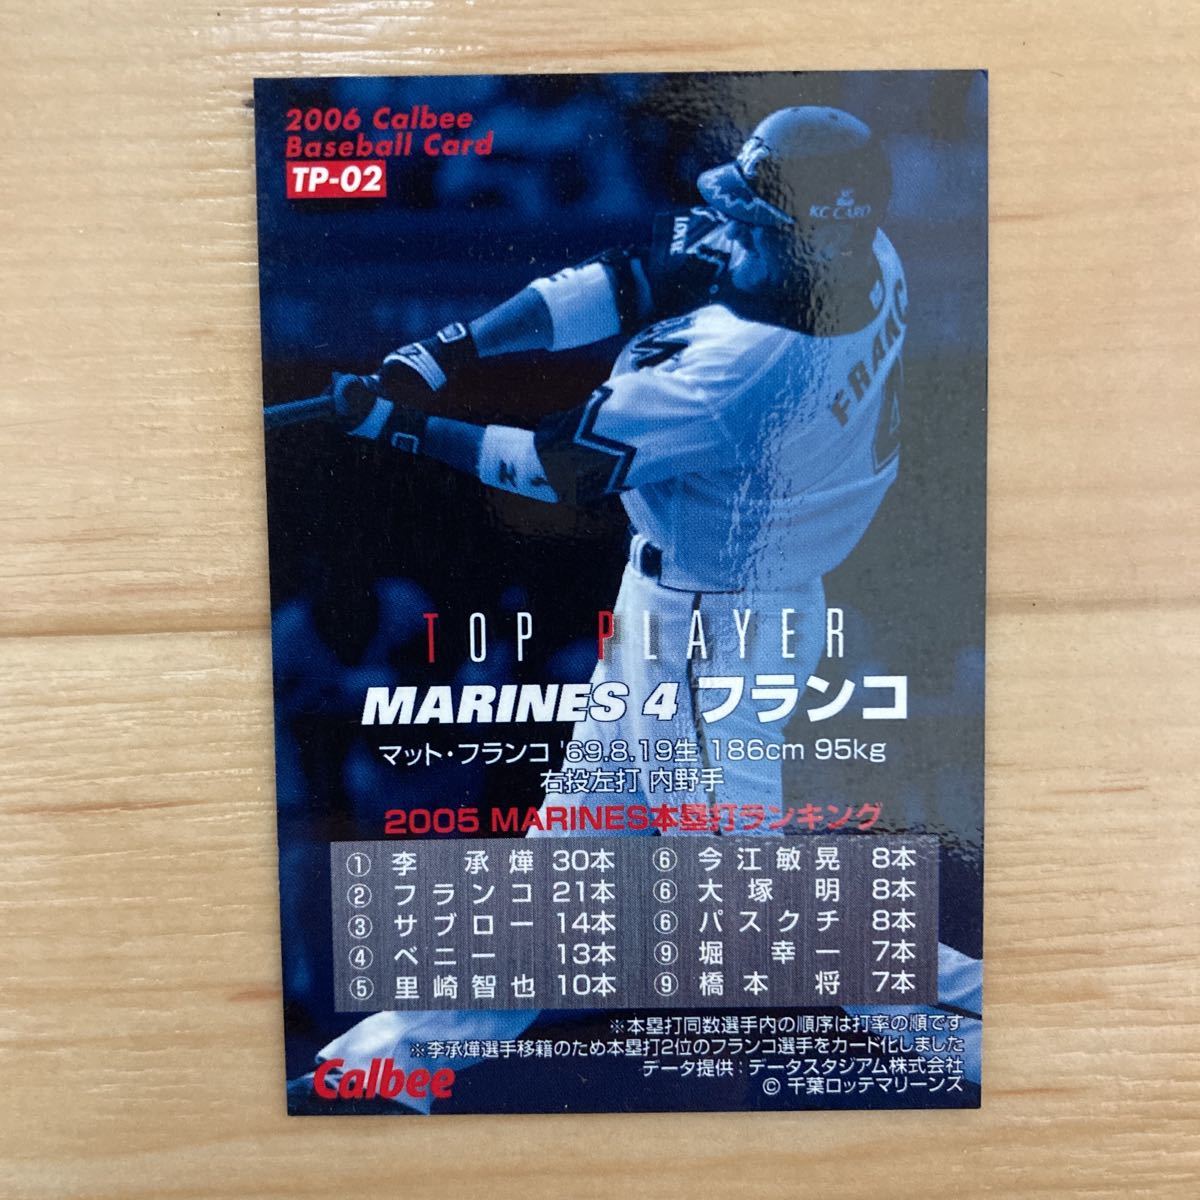 2006 Calbee
Baseball Card
TP-02
KC CARD
LOTTE
FRANCO
4
TOP PLAYER
MARINES 4 フランコ
マット・フランコ '69.8.19生 186cm 95kg
右投左打 内野手
2005 MARINES本塁打ランキング
① 李 承燁 30本
② フランコ 21本
③ サブロー 14本
④ ベニー 13本
⑤ 里崎智也 10本
⑥ 今江敏晃 8本
⑥ 大塚 明 8本
⑥ パスクチ 8本
⑨ 堀 幸一 7本
⑨ 橋本 将 7本
※本塁打同数選手内の順序は打率の順です
※李承燁選手移籍のため本塁打2位のフランコ選手をカード化しました
データ提供：データスタジアム株式会社
© 千葉ロッテマリーンズ
Calbee